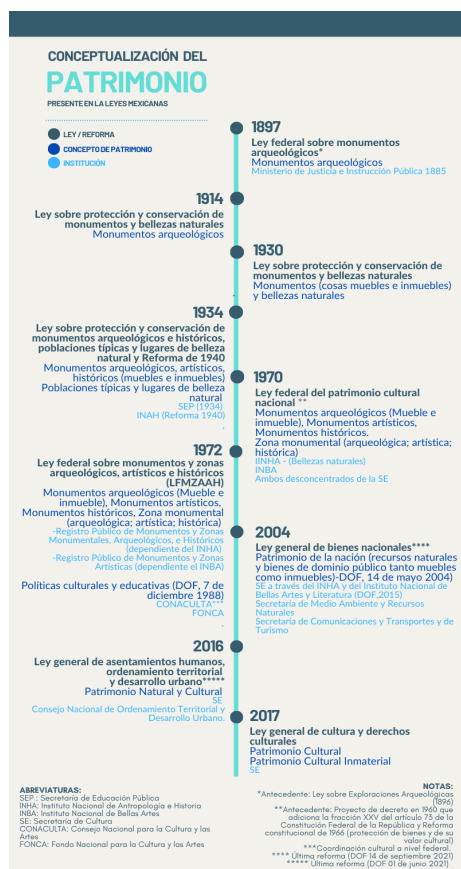 CONCEPTUALIZACIÓN DEL
PATRIMONIO
PRESENTE EN LA LEYES MEXICANAS
LEY / REFORMA
CONCEPTO DE PATRIMONIO
INSTITUCIÓN
1897
Ley federal sobre monumentos
arqueológicos*
Monumentos arqueológicos
Ministerio de Justicia e Instrucción Pública 1885
1914
Ley sobre protección y conservación de
monumentos y bellezas naturales
Monumentos arqueológicos
1930
Ley sobre protección y conservación de
monumentos y bellezas naturales
Monumentos (cosas muebles e inmuebles)
y bellezas naturales
1934
Ley sobre protección y conservación de
monumentos arqueológicos e históricos,
poblaciones típicas y lugares de belleza
natural y Reforma de 1940
Monumentos arqueológicos, artísticos,
históricos (muebles e inmuebles)
Poblaciones típicas y lugares de belleza
natural
SEP (1934)
INAH (Reforma 1940)
.
1970
Ley federal del patrimonio cultural
nacional **
Monumentos arqueológicos (Mueble e
inmueble), Monumentos artísticos,
Monumentos históricos.
Zona monumental (arqueológica; artística;
histórica)
IINHA - (Bellezas naturales)
INBA
Ambos desconcentrados de la SE
1972
Ley federal sobre monumentos y zonas
arqueológicos, artísticos e históricos
(LFMZAAH)
Monumentos arqueológicos (Mueble e
inmueble), Monumentos artísticos,
Monumentos históricos, Zona monumental
(arqueológica; artística; histórica)
-Registro Público de Monumentos y Zonas
Monumentales, Arqueológicos, e Históricos
(dependiente del INHA)
-Registro Público de Monumentos y Zonas
Artísticas (dependiente el INBA)
Políticas culturales y educativas (DOF, 7 de
diciembre 1988)
CONACULTA***
FONCA
.
2004
Ley general de bienes nacionales****
Patrimonio de la nación (recursos naturales
y bienes de dominio público tanto muebles
como inmuebles)-DOF, 14 de mayo 2004)
SE a través del INHA y del Instituto Nacional de
Bellas Artes y Literatura (DOF,2015)
Secretaría de Medio Ambiente y Recursos
Naturales
Secretaría de Comunicaciones y Transportes y de
Turismo
2016
Ley general de asentamientos humanos,
ordenamiento territorial
y desarrollo urbano*****
Patrimonio Natural y Cultural
SE
Consejo Nacional de Ordenamiento Territorial y
Desarrollo Urbano.
2017
Ley general de cultura y derechos
culturales
Patrimonio Cultural
Patrimonio Cultural Inmaterial
SE
ABREVIATURAS:
SEP : Secretaría de Educación Pública
INHA: Instituto Nacional de Antropología e Historia
INBA: Instituto Nacional de Bellas Artes
SE: Secretaría de Cultura
CONACULTA: Consejo Nacional para la Cultura y las
Artes
FONCA: Fondo Nacional para la Cultura y las Artes
NOTAS:
*Antecedente: Ley sobre Exploraciones Arqueológicas
(1896)
**Antecedente: Proyecto de decreto en 1960 que
adiciona la fracción XXV del artículo 73 de la
Constitución Federal de la República y Reforma
constitucional de 1966 (protección de bienes y de su
valor cultural)
***Coordinación cultural a nivel federal.
**** Última reforma (DOF 14 de septiembre 2021)
***** Última reforma (DOF 01 de junio 2021)